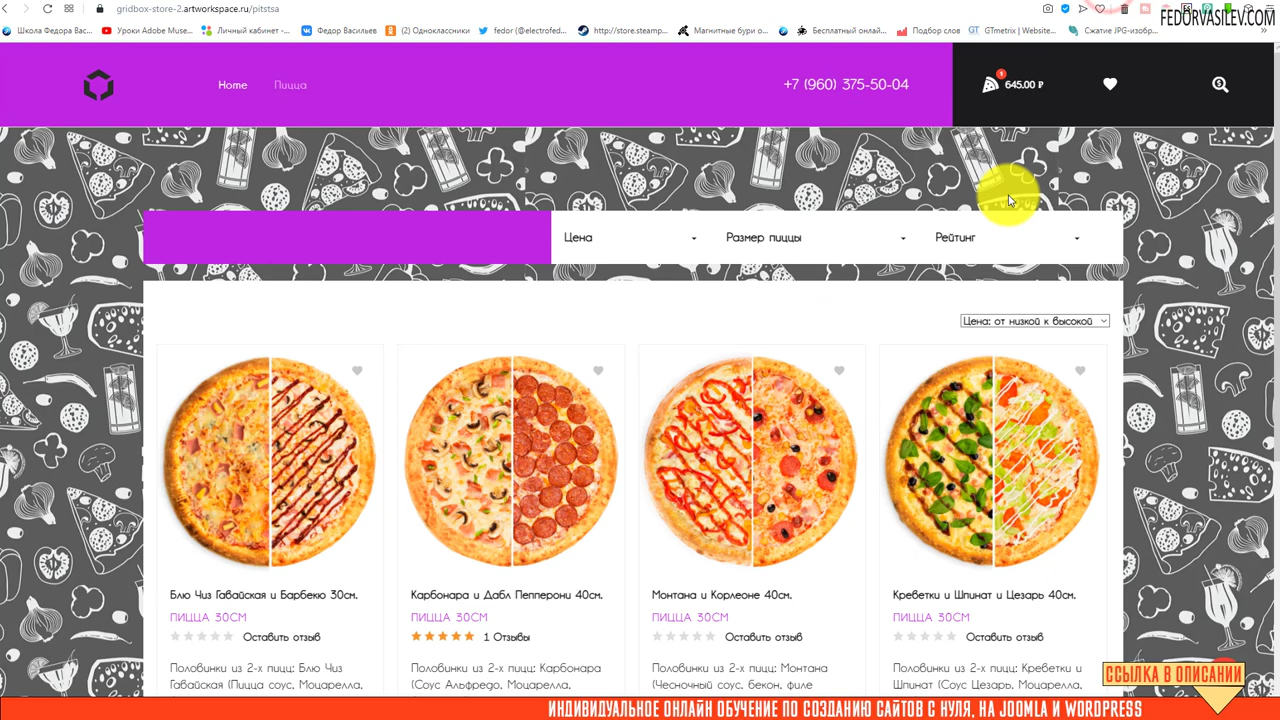 gridbox-store-2.artworkspace.ru/pitstsa
FEDORVASILEV.COM
Школа Федора Вас...
Уроки Adobe Muse...
Личный кабинет -...
Федор Васильев
(2) Одноклассники
fedor (@electrofed...
http://store.steamp...
Магнитные бури о...
Бесплатный онлай...
Подбор слов
GTmetrix | Website...
Сжатие JPG-изобр...
Home
Пицца
+7 (960) 375-50-04
1
645.00 ₽
Цена
Размер пиццы
Рейтинг
Цена: от низкой к высокой
Блю Чиз Гавайская и Барбекю 30см.
ПИЦЦА 30СМ
Оставить отзыв
Половинки из 2-х пицц: Блю Чиз
Гавайская (Пицца соус, Моцарелла,
Карбонара и Дабл Пепперони 40см.
ПИЦЦА 30СМ
1 Отзывы
Половинки из 2-х пицц: Карбонара
(Соус Альфредо, Моцарелла,
Монтана и Корлеоне 40см.
ПИЦЦА 30СМ
Оставить отзыв
Половинки из 2-х пицц: Монтана
(Чесночный соус, бекон, филе
Креветки и Шпинат и Цезарь 40см.
ПИЦЦА 30СМ
Оставить отзыв
Половинки из 2-х пицц: Креветки и
Шпинат (Соус Цезарь, Моцарелла,
ССЫЛКА В ОПИСАНИИ
ИНДИВИДУАЛЬНОЕ ОНЛАЙН ОБУЧЕНИЕ ПО СОЗДАНИЮ САЙТОВ С НУЛЯ, НА JOOMLA И WORDPRESS